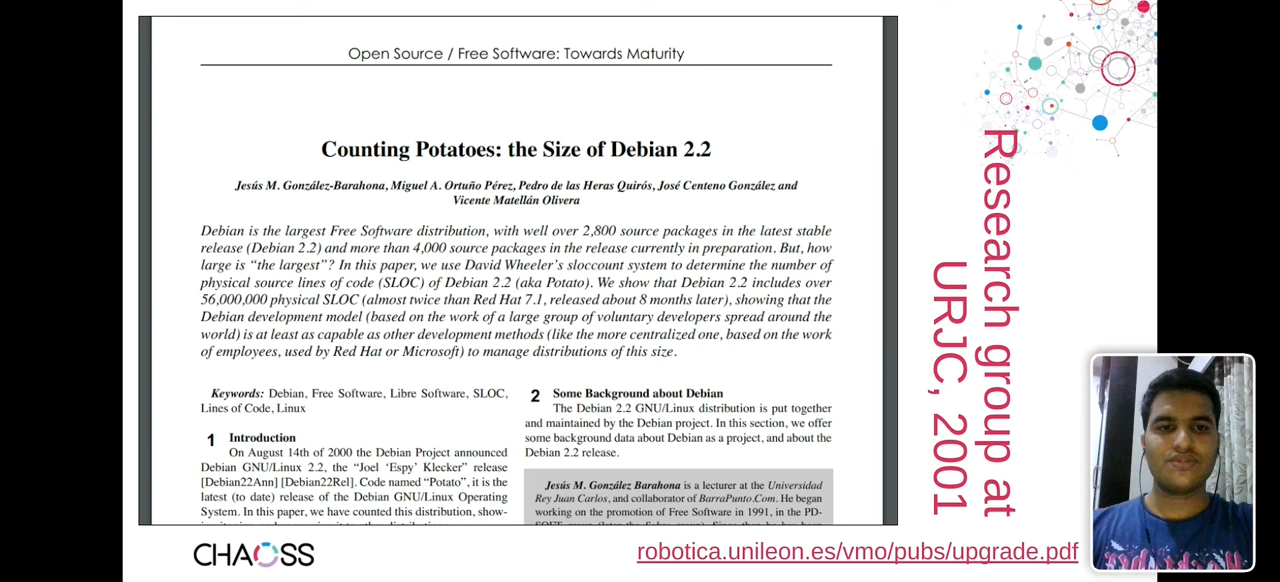 Open Source / Free Software: Towards Maturity
Counting Potatoes: the Size of Debian 2.2
Jesús M. González-Barahona, Miguel A. Ortuño Pérez, Pedro de las Heras Quirós, José Centeno González and
Vicente Matellán Olivera
Debian is the largest Free Software distribution, with well over 2,800 source packages in the latest stable
release (Debian 2.2) and more than 4,000 source packages in the release currently in preparation. But, how
large is “the largest”? In this paper, we use David Wheeler’s sloccount system to determine the number of
physical source lines of code (SLOC) of Debian 2.2 (aka Potato). We show that Debian 2.2 includes over
56,000,000 physical SLOC (almost twice than Red Hat 7.1, released about 8 months later), showing that the
Debian development model (based on the work of a large group of voluntary developers spread around the
world) is at least as capable as other development methods (like the more centralized one, based on the work
of employees, used by Red Hat or Microsoft) to manage distributions of this size.
Keywords: Debian, Free Software, Libre Software, SLOC,
Lines of Code, Linux
1 Introduction
On August 14th of 2000 the Debian Project announced
Debian GNU/Linux 2.2, the “Joel ‘Espy’ Klecker” release
[Debian22Ann] [Debian22Rel]. Code named “Potato”, it is the
latest (to date) release of the Debian GNU/Linux Operating
System. In this paper, we have counted this distribution, show-
2 Some Background about Debian
The Debian 2.2 GNU/Linux distribution is put together
and maintained by the Debian project. In this section, we offer
some background data about Debian as a project, and about the
Debian 2.2 release.
Jesús M. González Barahona is a lecturer at the Universidad
Rey Juan Carlos, and collaborator of BarraPunto.Com. He began
working on the promotion of Free Software in 1991, in the PD-
Research group at
URJC, 2001
CHAOSS
robotica.unileon.es/vmo/pubs/upgrade.pdf